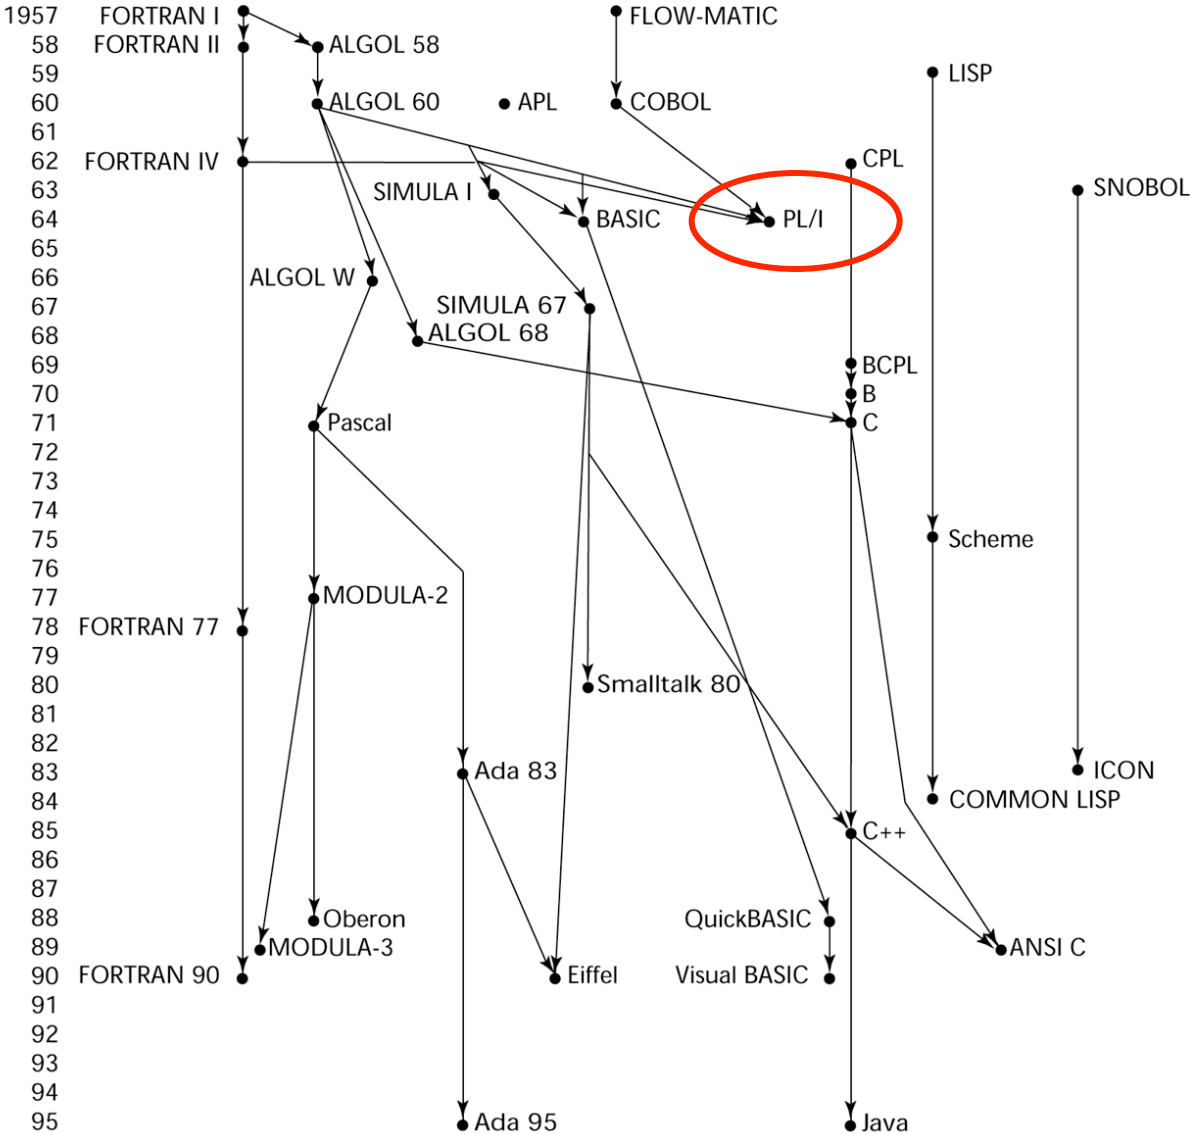 1957 FORTRAN I FLOW-MATIC
58 FORTRAN II ALGOL 58
59 LISP
60 ALGOL 60 APL COBOL
61
62 FORTRAN IV CPL
63 SIMULA I SNOBOL
64 BASIC PL/I
65
66 ALGOL W
67 SIMULA 67
68 ALGOL 68
69 BCPL
70 B
71 Pascal C
72
73
74
75 Scheme
76
77 MODULA-2
78 FORTRAN 77
79
80 Smalltalk 80
81
82
83 Ada 83 ICON
84 COMMON LISP
85 C++
86
87
88 Oberon QuickBASIC
89 MODULA-3 ANSI C
90 FORTRAN 90 Eiffel Visual BASIC
91
92
93
94
95 Ada 95 Java